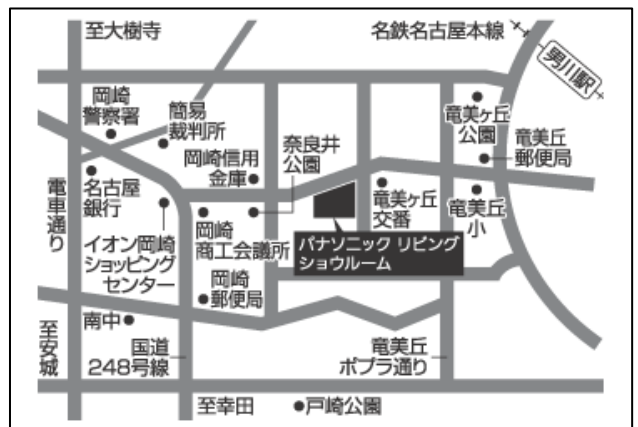 至大樹寺
名鉄名古屋本線
男川駅
岡崎
警察署
簡易
裁判所
奈良井
公園
岡崎信用
金庫
竜美ヶ丘
公園
竜美丘
郵便局
電車通り
名古屋
銀行
イオン岡崎
ショッピング
センター
岡崎
商工会議所
竜美ヶ丘
交番
竜美丘
小
パナソニック リビング
ショウルーム
岡崎
郵便局
南中
至安城
国道
248号線
竜美丘
ポプラ通り
至幸田
戸崎公園